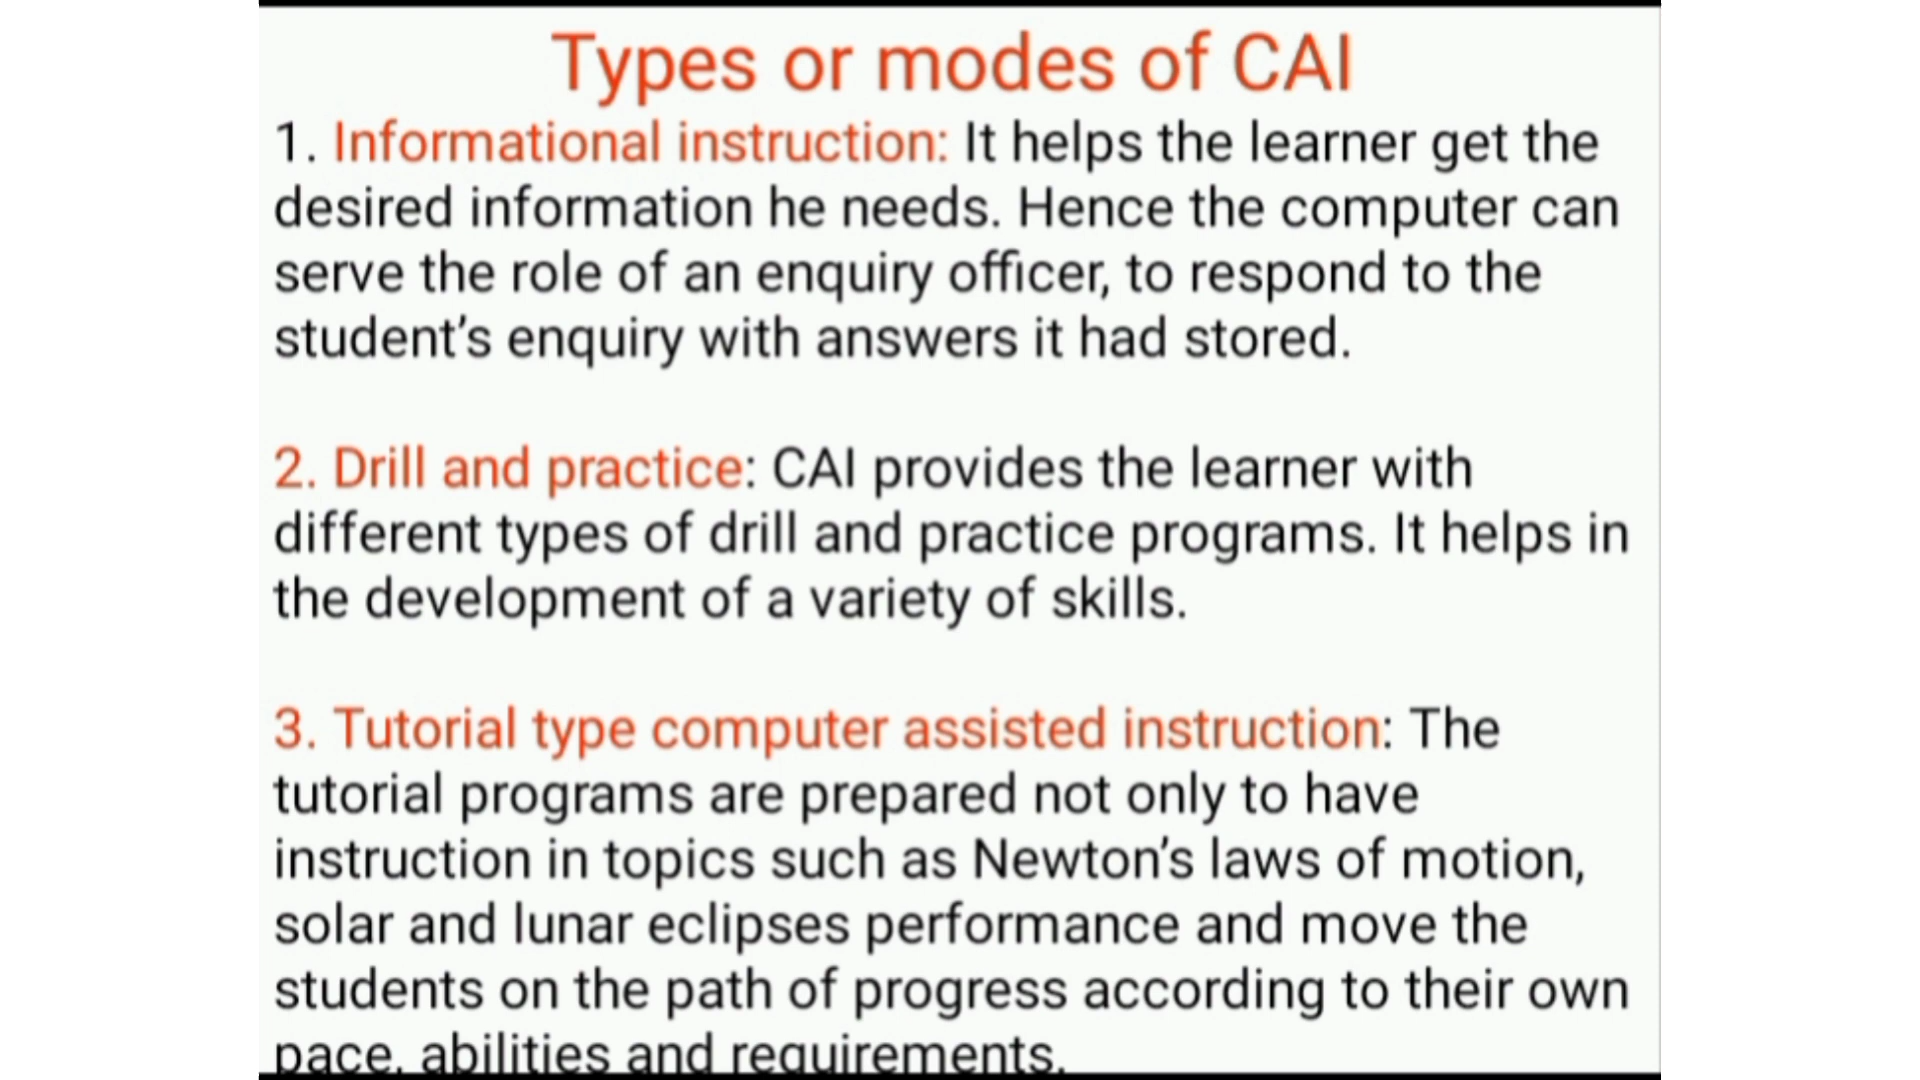 Types or modes of CAI
1. Informational instruction: It helps the learner get the
desired information he needs. Hence the computer can
serve the role of an enquiry officer, to respond to the
student's enquiry with answers it had stored.
2. Drill and practice: CAI provides the learner with
different types of drill and practice programs. It helps in
the development of a variety of skills.
3. Tutorial type computer assisted instruction: The
tutorial programs are prepared not only to have
instruction in topics such as Newton's laws of motion,
solar and lunar eclipses performance and move the
students on the path of progress according to their own
pace, abilities and requirements.